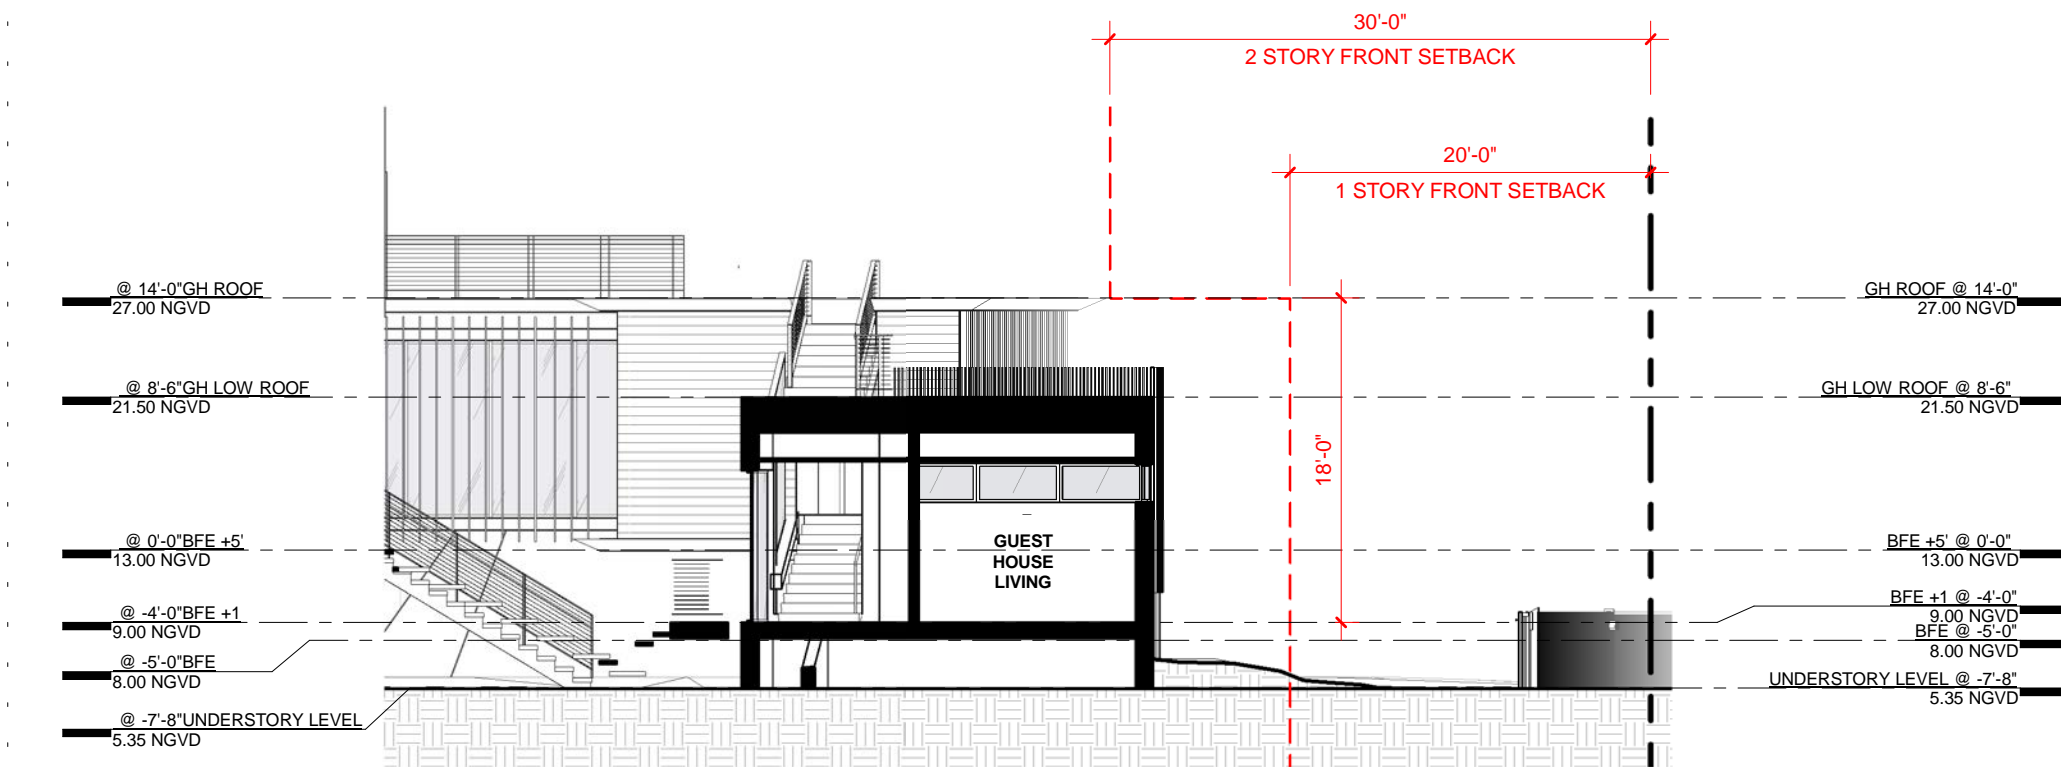 30'-0"
2 STORY FRONT SETBACK
20'-0"
1 STORY FRONT SETBACK
@ 14'-0"GH ROOF
27.00 NGVD
GH ROOF @ 14'-0"
27.00 NGVD
@ 8'-6"GH LOW ROOF
21.50 NGVD
GH LOW ROOF @ 8'-6"
21.50 NGVD
18'-0"
@ 0'-0"BFE +5'
13.00 NGVD
GUEST
HOUSE
LIVING
BFE +5' @ 0'-0"
13.00 NGVD
@ -4'-0"BFE +1
9.00 NGVD
BFE +1 @ -4'-0"
9.00 NGVD
@ -5'-0"BFE
8.00 NGVD
BFE @ -5'-0"
8.00 NGVD
@ -7'-8"UNDERSTORY LEVEL
5.35 NGVD
UNDERSTORY LEVEL @ -7'-8"
5.35 NGVD